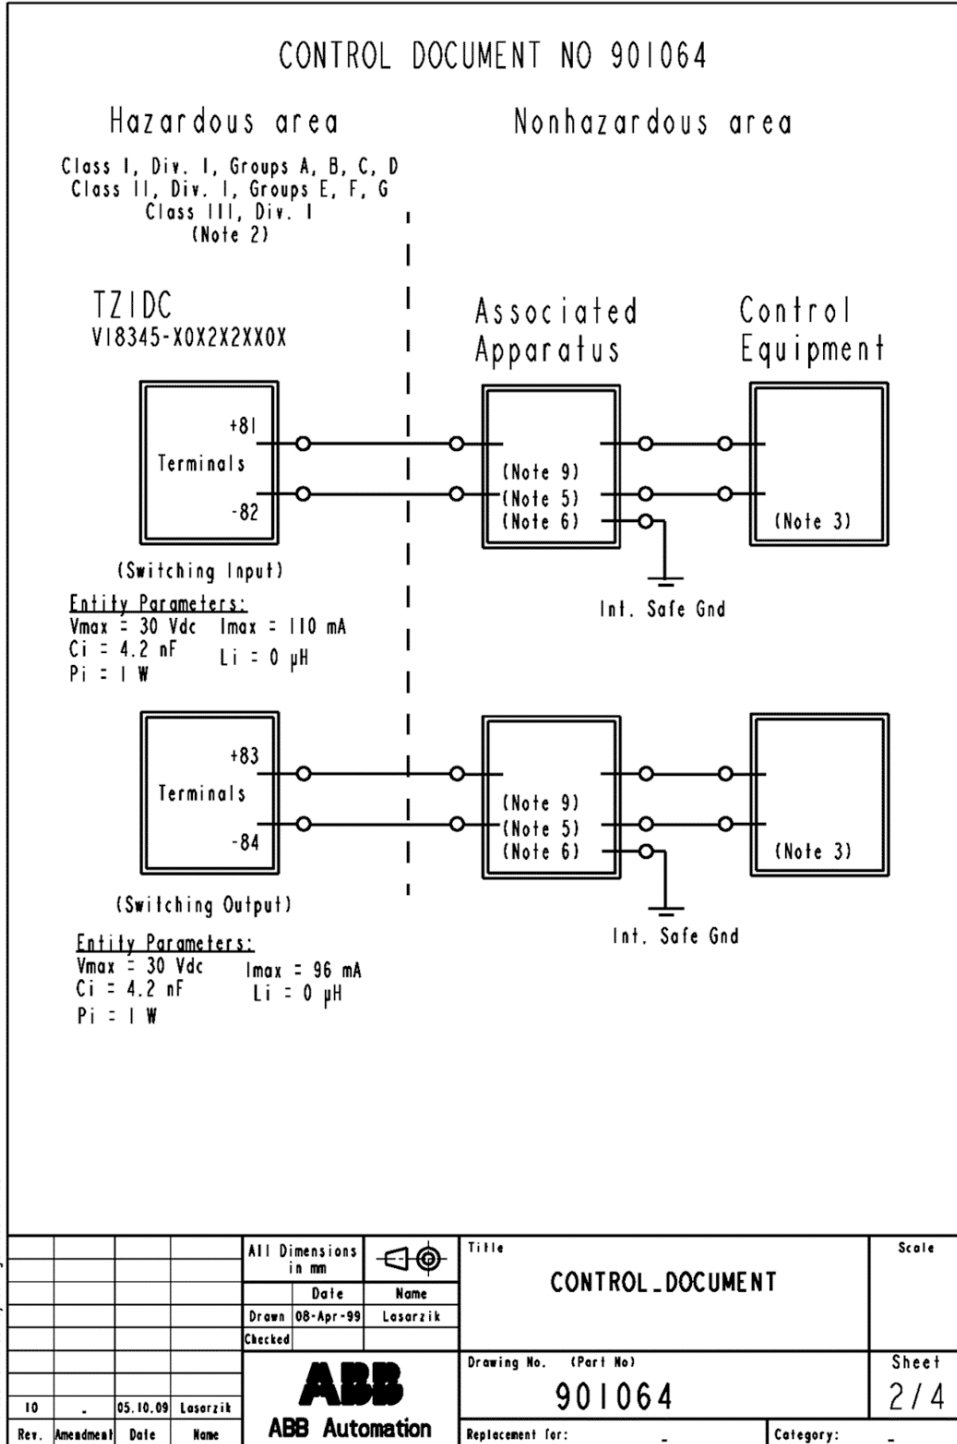 CONTROL DOCUMENT NO 901064
Hazardous area
Nonhazardous area
Class I, Div. I, Groups A, B, C, D
Class II, Div. I, Groups E, F, G
Class III, Div. I
(Note 2)
TZIDC
V18345-X0X2X2XX0X
Associated
Apparatus
Control
Equipment
+81
Terminals
-82
(Note 9)
(Note 5)
(Note 6)
(Note 3)
(Switching Input)
Int. Safe Gnd
Entity Parameters:
Vmax = 30 Vdc Imax = 110 mA
Ci = 4.2 nF Li = 0 µH
Pi = 1 W
+83
Terminals
-84
(Note 9)
(Note 5)
(Note 6)
(Note 3)
(Switching Output)
Int. Safe Gnd
Entity Parameters:
Vmax = 30 Vdc Imax = 96 mA
Ci = 4.2 nF Li = 0 µH
Pi = 1 W
All Dimensions
in mm
Date Name
Drawn 08-Apr-99 Lasarzik
Checked
Title
CONTROL_DOCUMENT
Scale
ABB
ABB Automation
Drawing No. (Part No)
901064
Sheet
2/4
10 - 05.10.09 Lasarzik
Rev. Amendment Date Name
Replacement for: -
Category: -